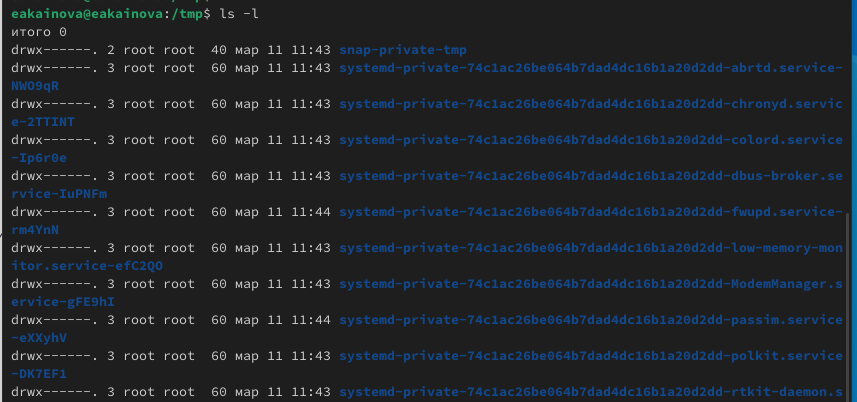 eakainova@eakainova:/tmp$ ls -l
итого 0
drwx------. 2 root root  40 мар 11 11:43 snap-private-tmp
drwx------. 3 root root  60 мар 11 11:43 systemd-private-74c1ac26be064b7dad4dc16b1a20d2dd-abrtd.service-
NWO9qR
drwx------. 3 root root  60 мар 11 11:43 systemd-private-74c1ac26be064b7dad4dc16b1a20d2dd-chronyd.servic
e-2TTINT
drwx------. 3 root root  60 мар 11 11:43 systemd-private-74c1ac26be064b7dad4dc16b1a20d2dd-colord.service
-Ip6r0e
drwx------. 3 root root  60 мар 11 11:43 systemd-private-74c1ac26be064b7dad4dc16b1a20d2dd-dbus-broker.se
rvice-IuPNFm
drwx------. 3 root root  60 мар 11 11:44 systemd-private-74c1ac26be064b7dad4dc16b1a20d2dd-fwupd.service-
rm4YnN
drwx------. 3 root root  60 мар 11 11:43 systemd-private-74c1ac26be064b7dad4dc16b1a20d2dd-low-memory-mon
itor.service-efC2QO
drwx------. 3 root root  60 мар 11 11:43 systemd-private-74c1ac26be064b7dad4dc16b1a20d2dd-ModemManager.s
ervice-gFE9hI
drwx------. 3 root root  60 мар 11 11:44 systemd-private-74c1ac26be064b7dad4dc16b1a20d2dd-passim.service
-eXXyhV
drwx------. 3 root root  60 мар 11 11:43 systemd-private-74c1ac26be064b7dad4dc16b1a20d2dd-polkit.service
-DK7EF1
drwx------. 3 root root  60 мар 11 11:43 systemd-private-74c1ac26be064b7dad4dc16b1a20d2dd-rtkit-daemon.s